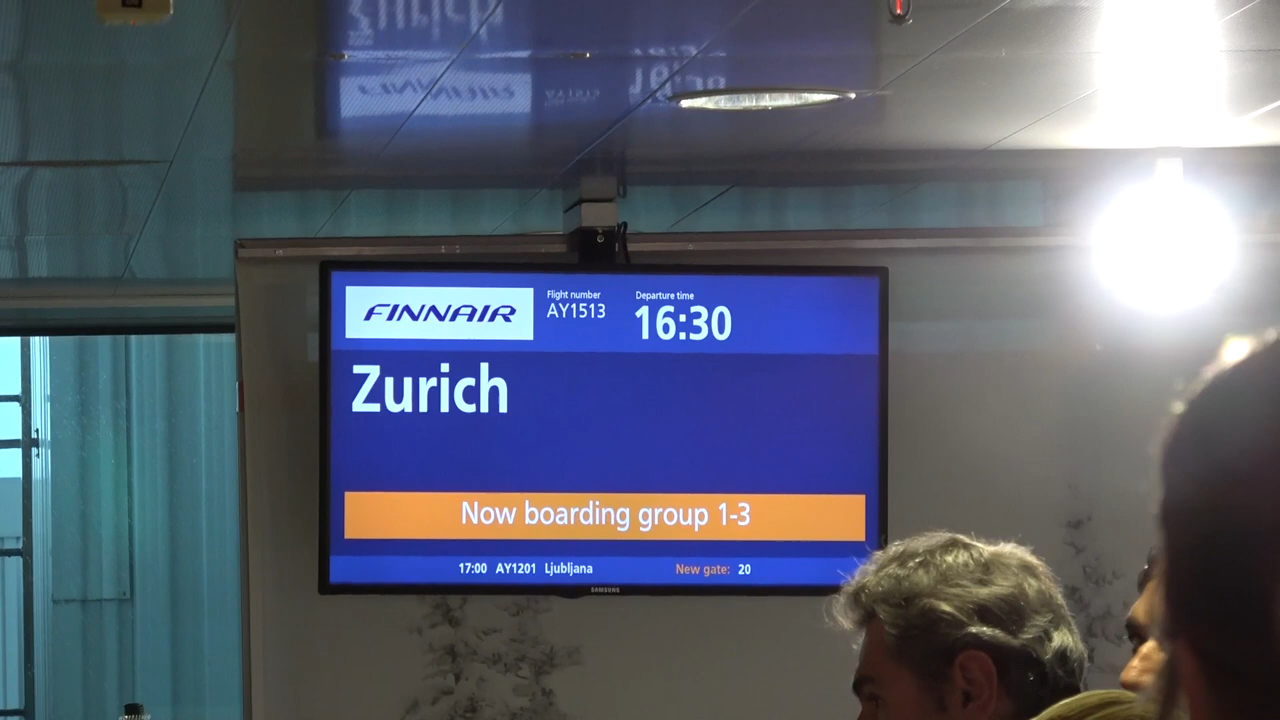 FINNAIR
Flight number
AY1513
Departure time
16:30
Zurich
Now boarding group 1-3
17:00 AY1201 Ljubljana New gate: 20
SAMSUNG